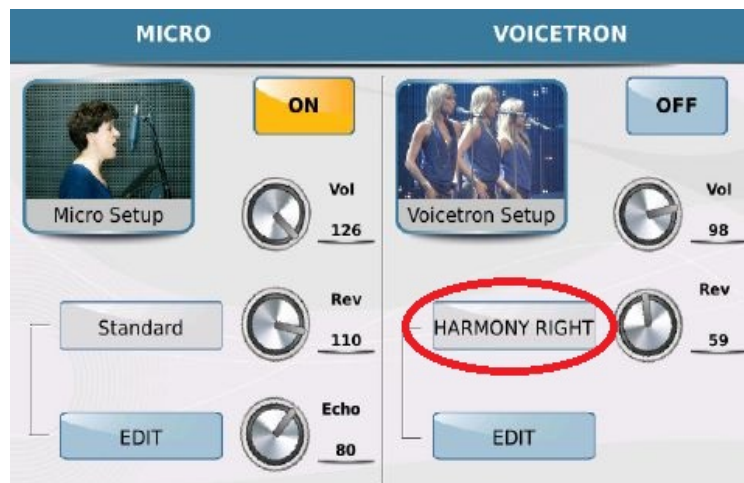 MICRO
ON
Micro Setup
Vol
126
Standard
Rev
110
EDIT
Echo
80
VOICETRON
OFF
Voicetron Setup
Vol
98
HARMONY RIGHT
Rev
59
EDIT